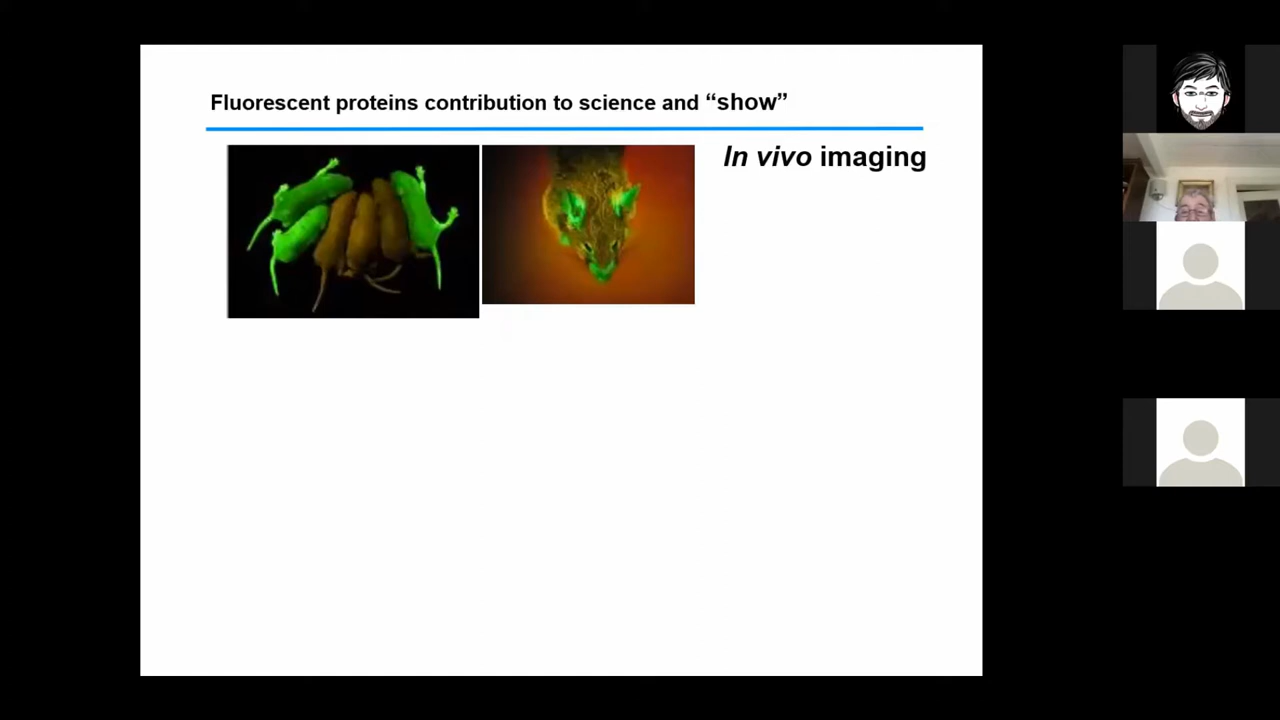 Fluorescent proteins contribution to science and “show”
In vivo imaging